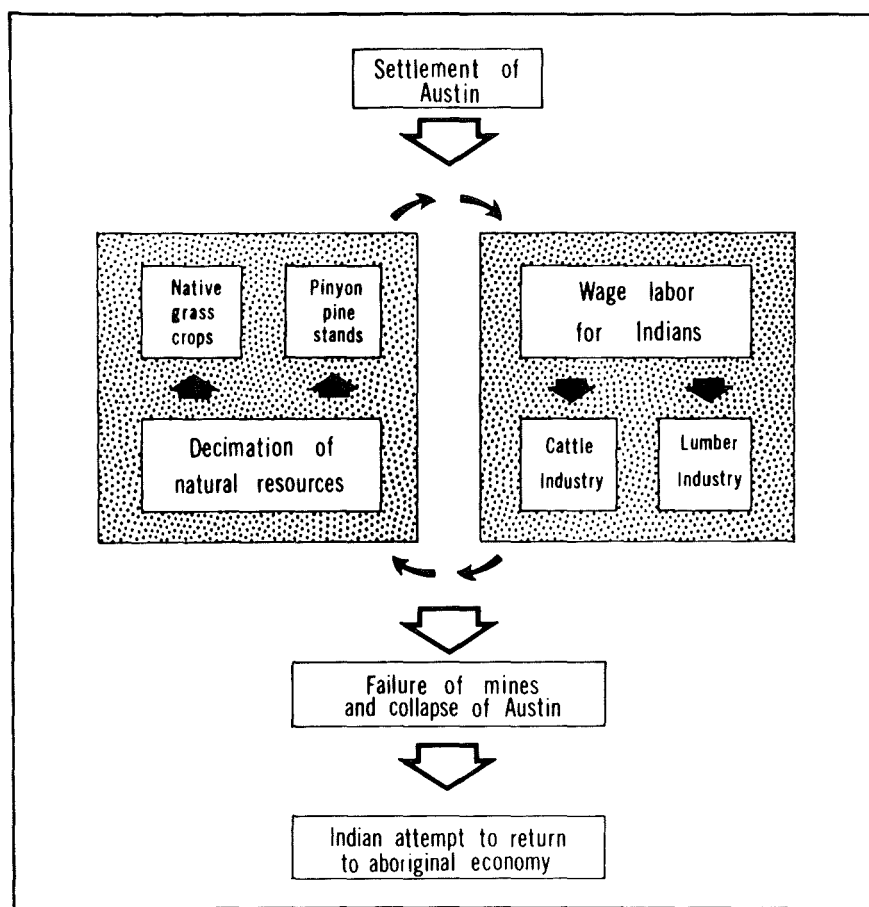 Settlement of
Austin
Native
grass
crops
Pinyon
pine
stands
Decimation of
natural resources
Wage labor
for Indians
Cattle
Industry
Lumber
Industry
Failure of mines
and collapse of Austin
Indian attempt to return
to aboriginal economy